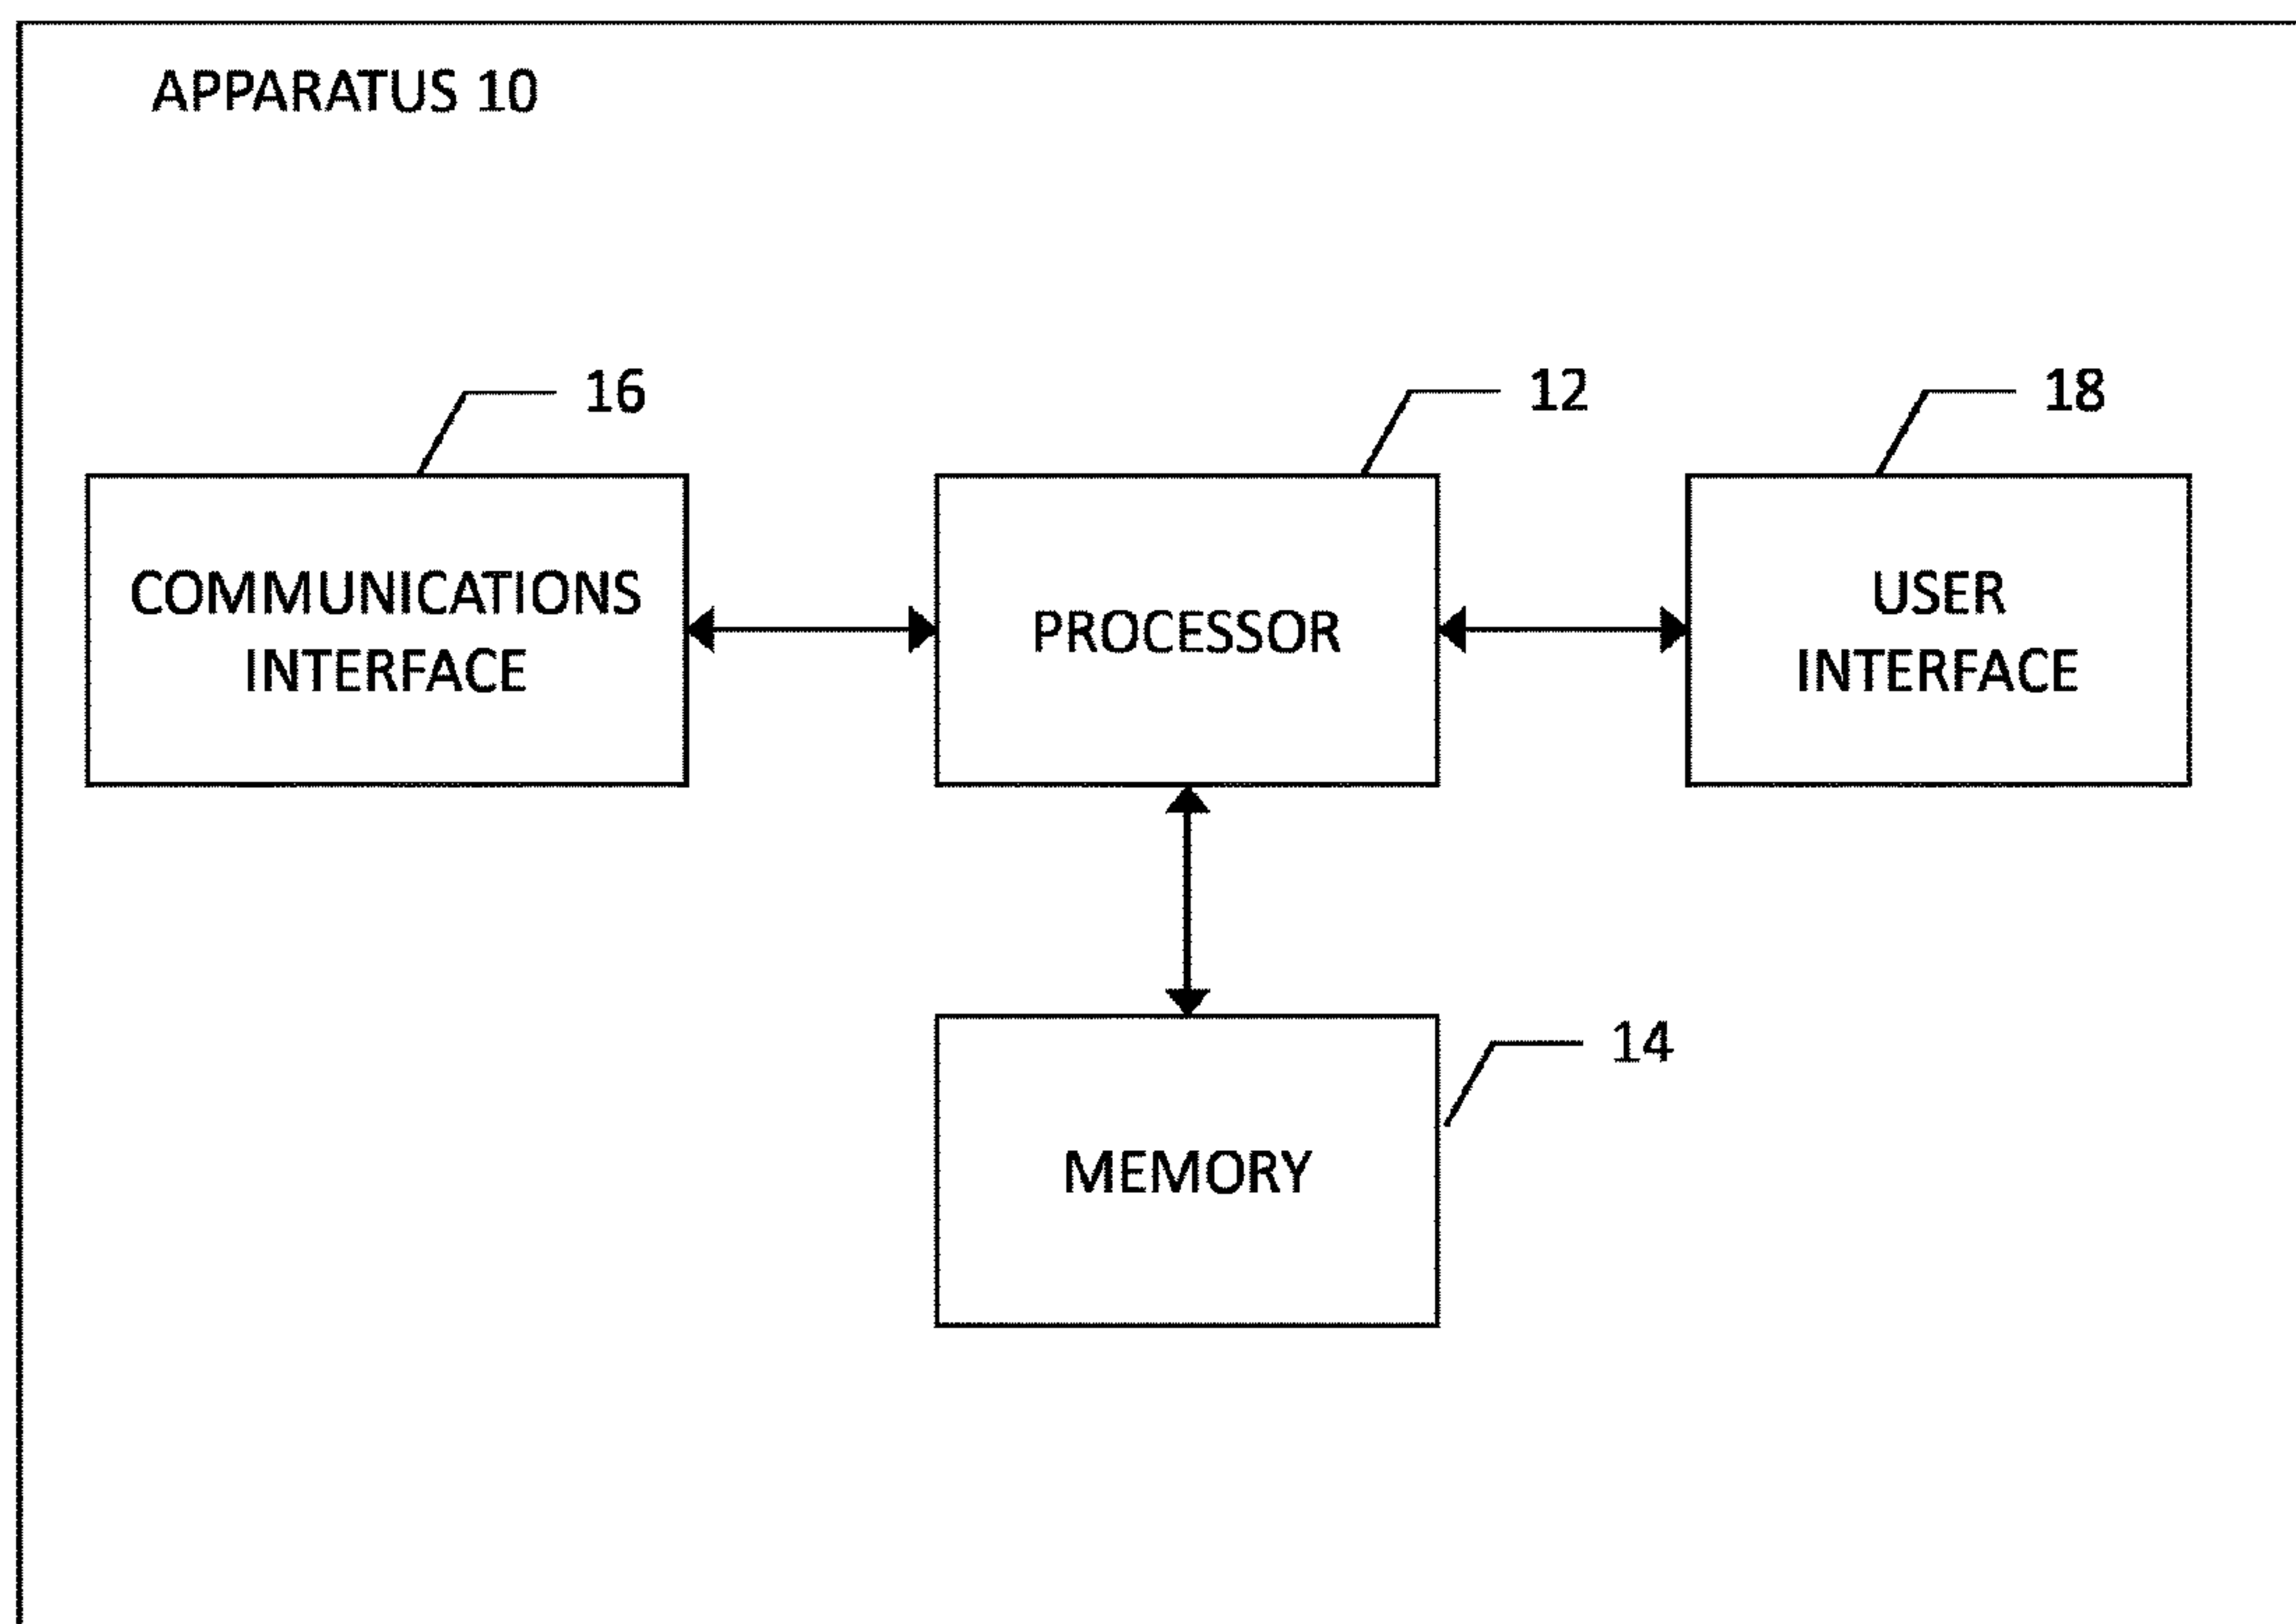 APPARATUS 10
16
12
18
COMMUNICATIONS
INTERFACE
PROCESSOR
USER
INTERFACE
14
MEMORY